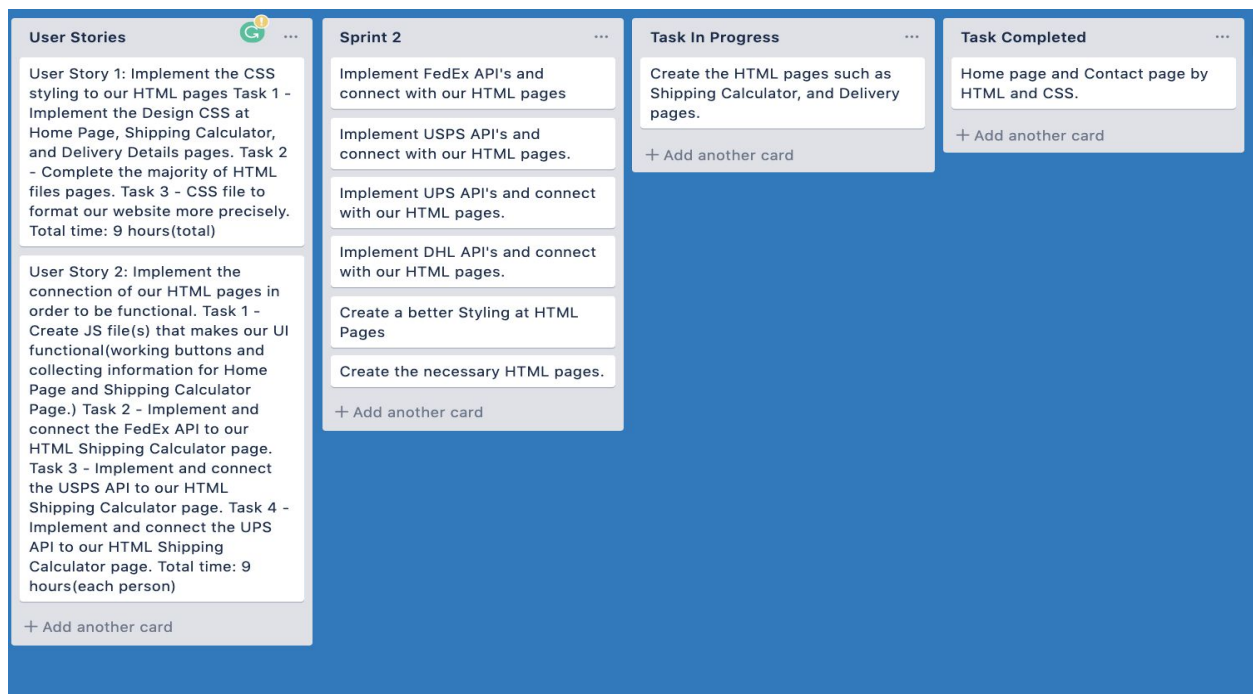 User Stories
User Story 1: Implement the CSS
styling to our HTML pages Task 1 -
Implement the Design CSS at
Home Page, Shipping Calculator,
and Delivery Details pages. Task 2
- Complete the majority of HTML
files pages. Task 3 - CSS file to
format our website more precisely.
Total time: 9 hours(total)
User Story 2: Implement the
connection of our HTML pages in
order to be functional. Task 1 -
Create JS file(s) that makes our UI
functional(working buttons and
collecting information for Home
Page and Shipping Calculator
Page.) Task 2 - Implement and
connect the FedEx API to our
HTML Shipping Calculator page.
Task 3 - Implement and connect
the USPS API to our HTML
Shipping Calculator page. Task 4 -
Implement and connect the UPS
API to our HTML Shipping
Calculator page. Total time: 9
hours(each person)
+ Add another card
Sprint 2
Implement FedEx API's and
connect with our HTML pages
Implement USPS API's and
connect with our HTML pages.
Implement UPS API's and connect
with our HTML pages.
Implement DHL API's and connect
with our HTML pages.
Create a better Styling at HTML
Pages
Create the necessary HTML pages.
+ Add another card
Task In Progress
Create the HTML pages such as
Shipping Calculator, and Delivery
pages.
+ Add another card
Task Completed
Home page and Contact page by
HTML and CSS.
+ Add another card